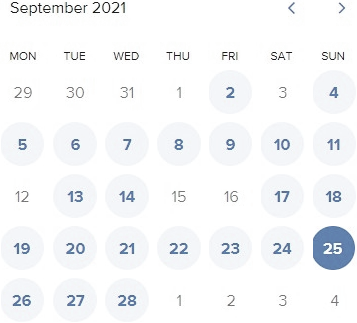 September 2021
MON TUE WED THU FRI SAT SUN
29 30 31 1 2 3 4
5 6 7 8 9 10 11
12 13 14 15 16 17 18
19 20 21 22 23 24 25
26 27 28 1 2 3 4